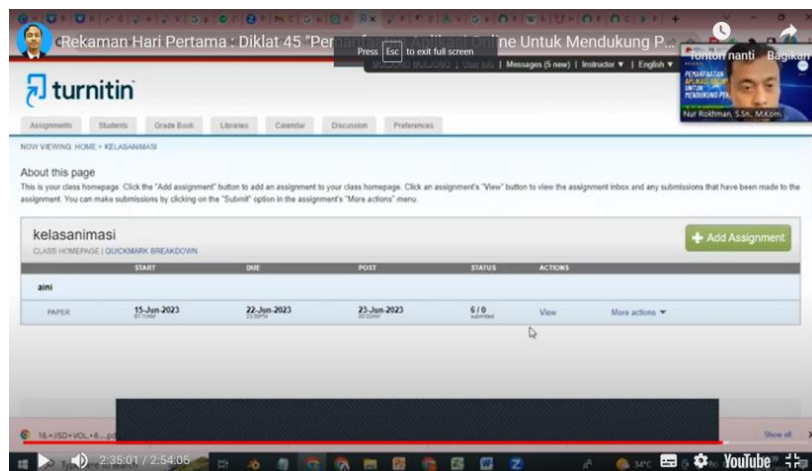 Rekaman Hari Pertama : Diklat 45 "Pemanfaatan Aplikasi Online Untuk Mendukung P...
Press Esc to exit full screen
Messages (5 new) | Instructor ▼ | English ▼
Tonton nanti
Bagikan
PEMANFAATAN
APLIKASI ONLINE
UNTUK
MENDUKUNG
Nur Rokhman, S.Sn., M.Kom.
turnitin
Assignments Students Grade Book Libraries Calendar Discussion Preferences
NOW VIEWING: HOME > KELASANIMASI
About this page
This is your class homepage. Click the "Add assignment" button to add an assignment to your class homepage. Click an assignment's "View" button to view the assignment inbox and any submissions that have been made to the
assignment. You can make submissions by clicking on the "Submit" option in the assignment's "More actions" menu.
kelasanimasi
CLASS HOMEPAGE | QUICKMARK BREAKDOWN
+ Add Assignment
START DUE POST STATUS ACTIONS
aini
PAPER 15-Jun-2023 22-Jun-2023 23-Jun-2023 6 / 0 View More actions ▼
submitted
Show all
2:35:01 / 2:54:05
34°C
YouTube